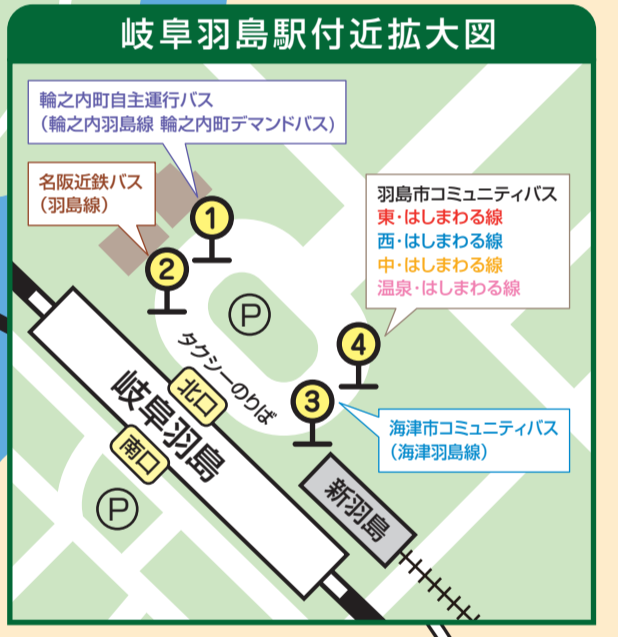 岐阜羽島駅付近拡大図
輪之内町自主運行バス
(輪之内羽島線 輪之内町デマンドバス)
名阪近鉄バス
(羽島線)
羽島市コミュニティバス
東・はしまわる線
西・はしまわる線
中・はしまわる線
温泉・はしまわる線
1
2
P
タクシーのりば
4
3
北口
岐阜羽島
南口
海津市コミュニティバス
(海津羽島線)
新羽島
P